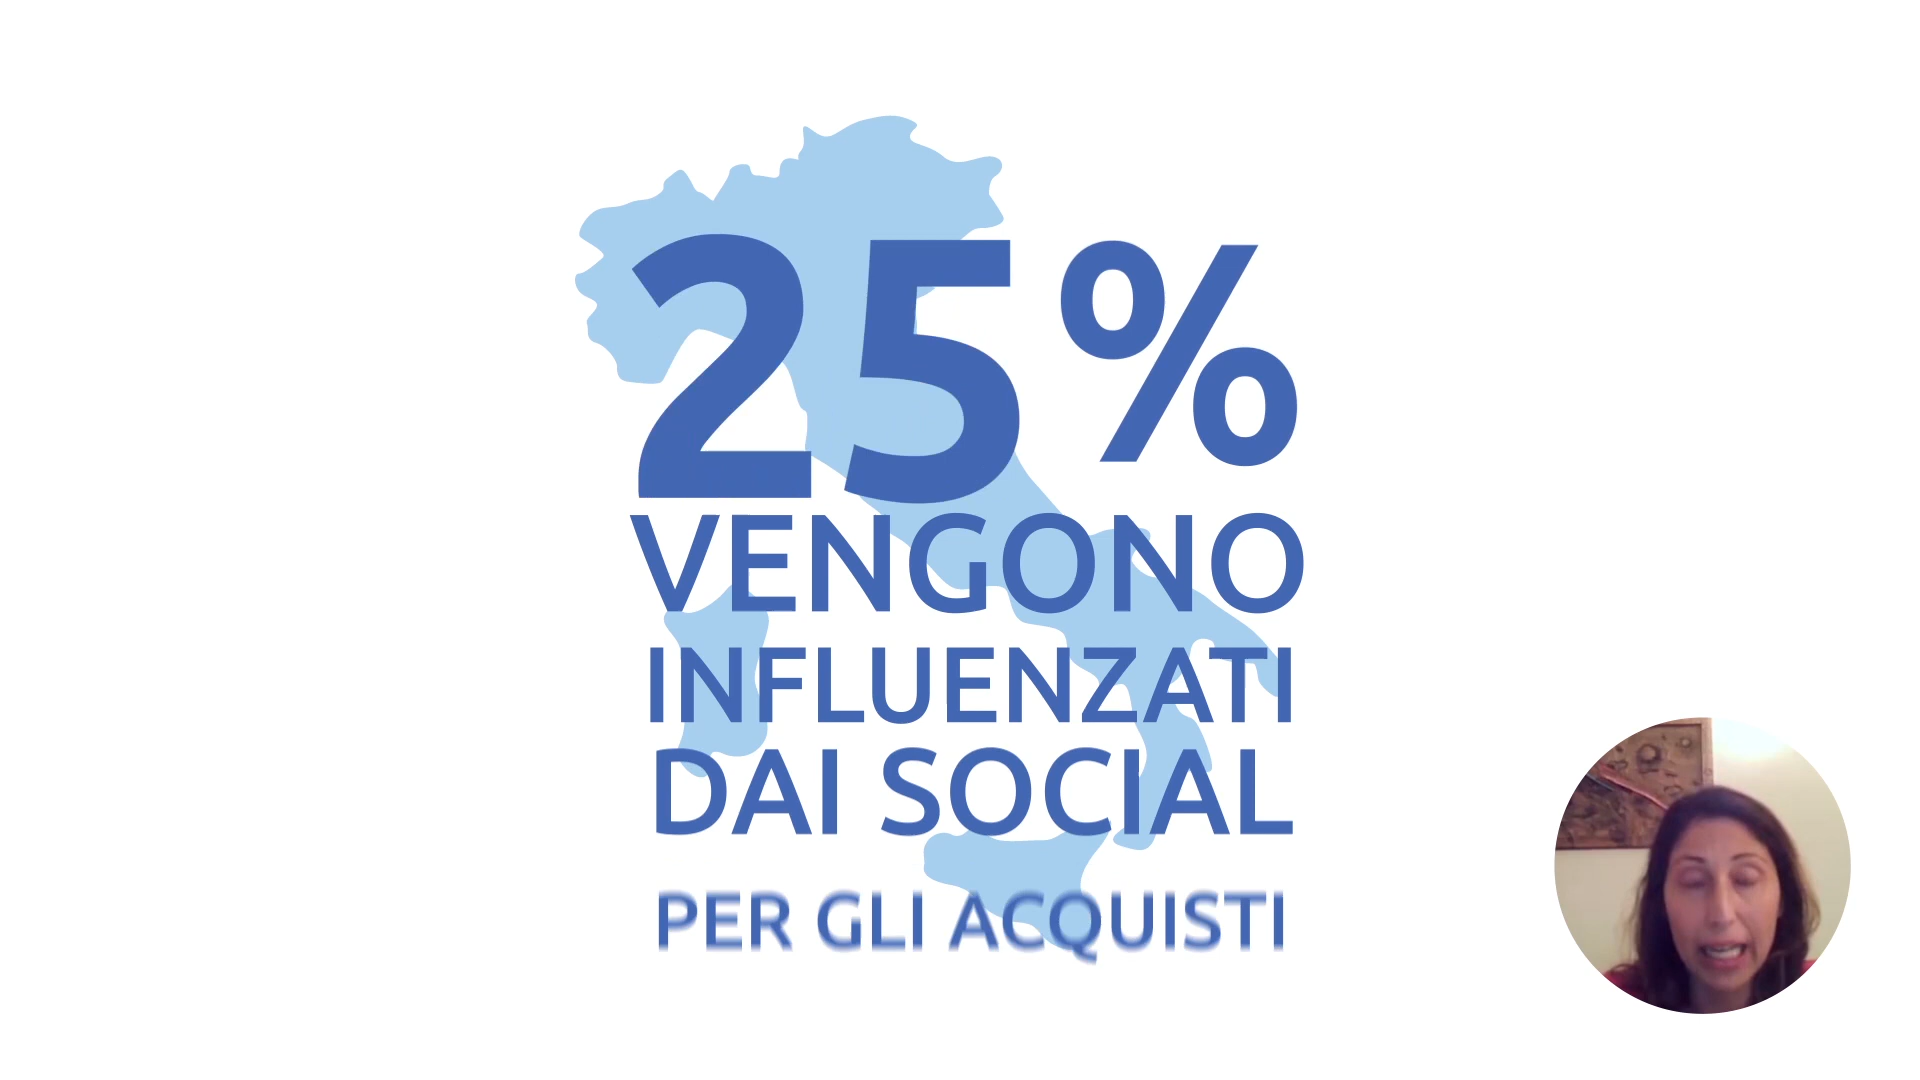 25%
VENGONO
INFLUENZATI
DAI SOCIAL
PER GLI ACQUISTI